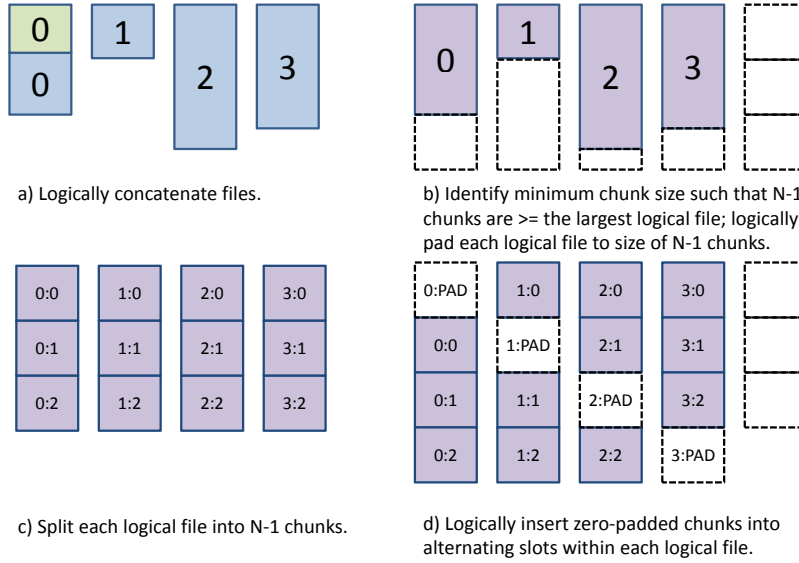 0 1
0 2 3
a) Logically concatenate files.
0 1 2 3
b) Identify minimum chunk size such that N-1
chunks are >= the largest logical file; logically
pad each logical file to size of N-1 chunks.
0:0 1:0 2:0 3:0
0:1 1:1 2:1 3:1
0:2 1:2 2:2 3:2
c) Split each logical file into N-1 chunks.
0:PAD 1:0 2:0 3:0
0:0 1:PAD 2:1 3:1
0:1 1:1 2:PAD 3:2
0:2 1:2 2:2 3:PAD
d) Logically insert zero-padded chunks into
alternating slots within each logical file.